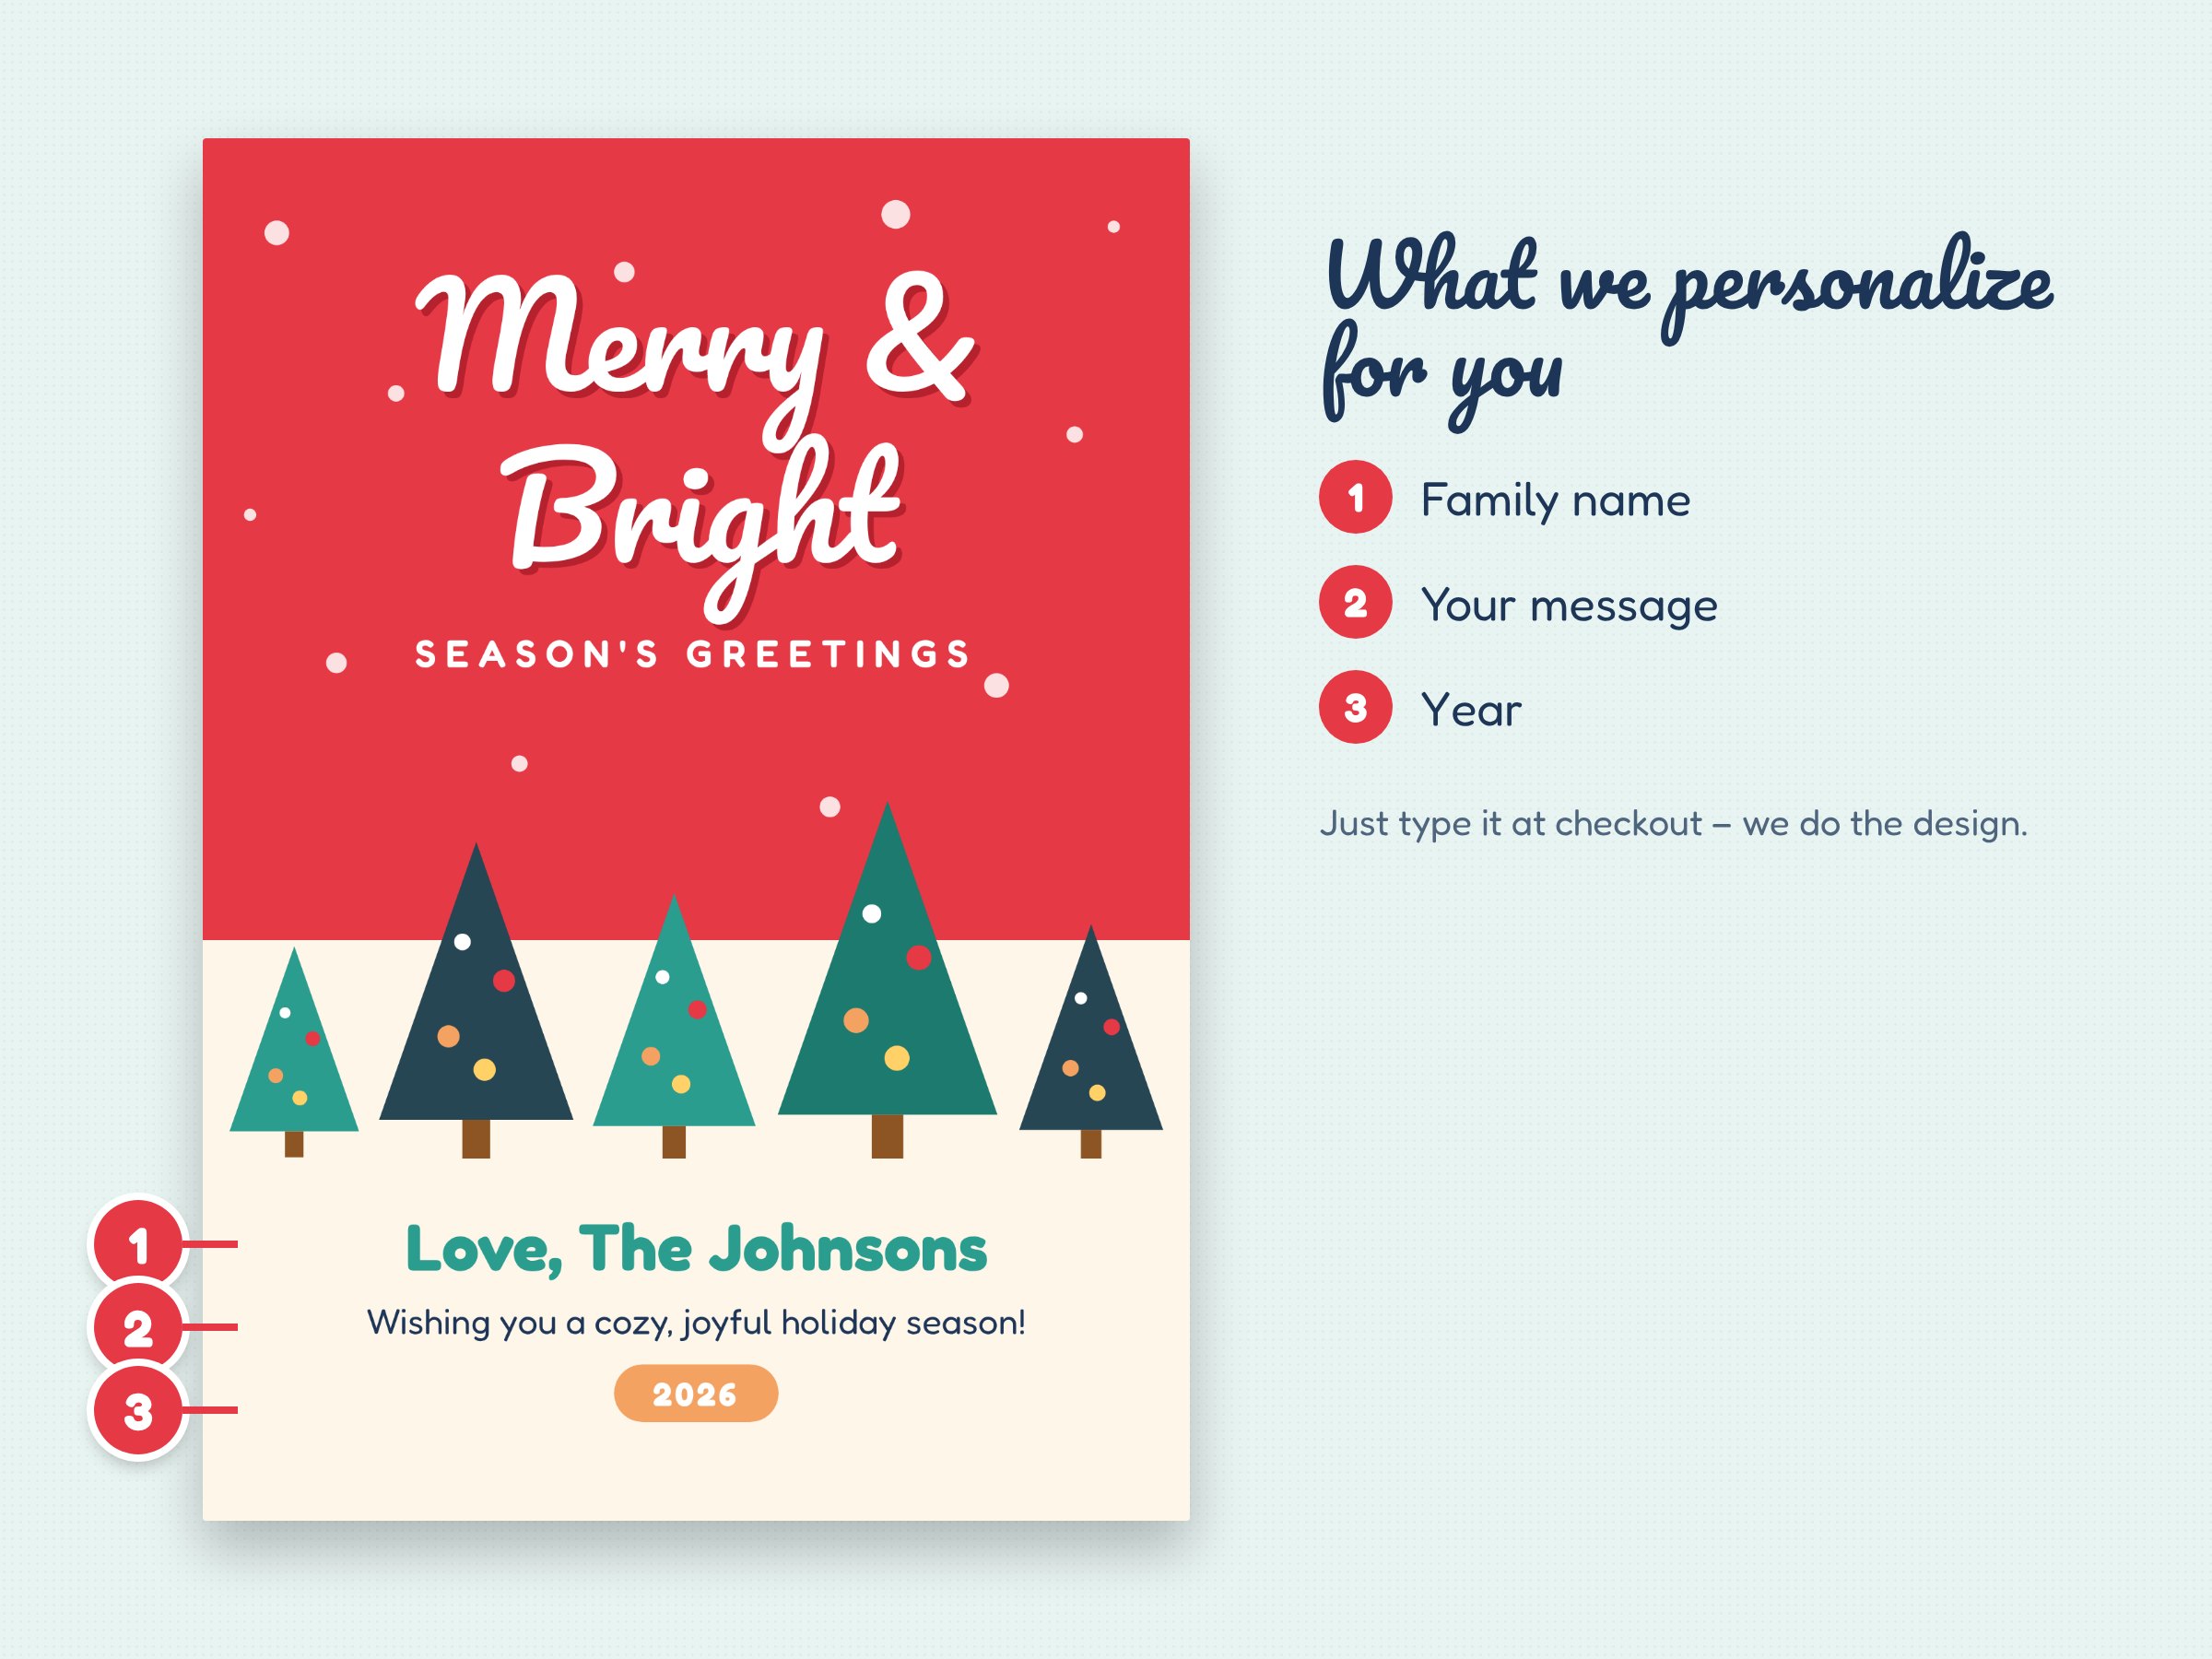 Merry &
Bright
SEASON'S GREETINGS
1
Love, The Johnsons
2
Wishing you a cozy, joyful holiday season!
3
2026
What we personalize
for you
1 Family name
2 Your message
3 Year
Just type it at checkout – we do the design.